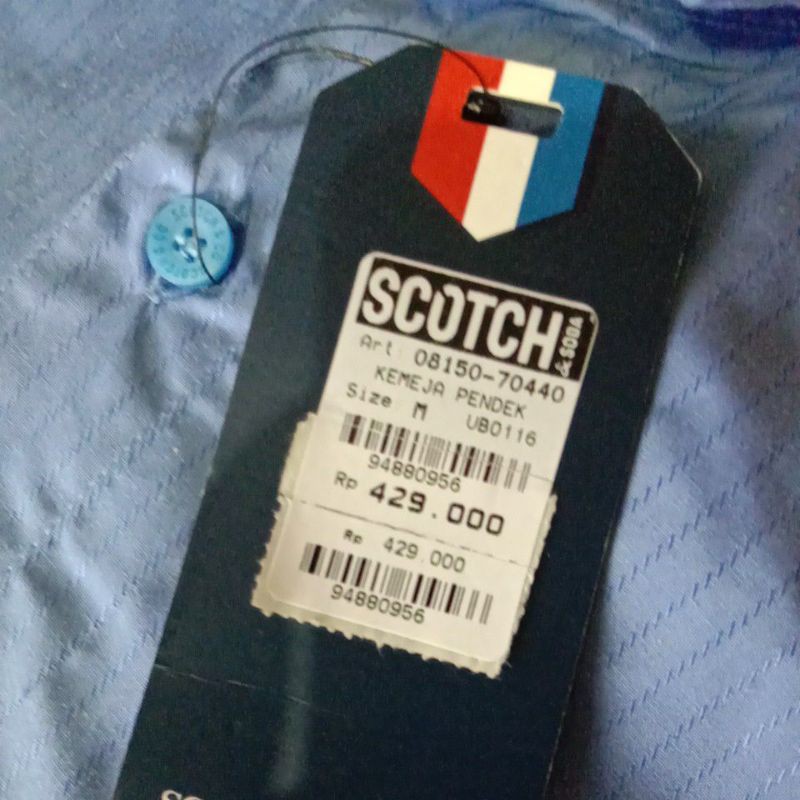 SCOTCH
& SODA
Art 08150-70440
KEMEJA PENDEK
Size M UB0116
94880956
Rp 429.000
Rp 429.000
94880956